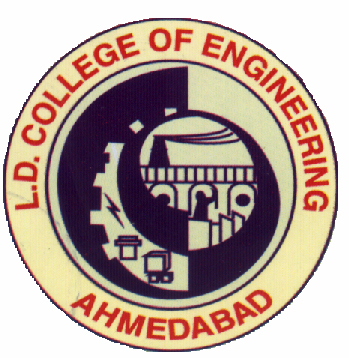 L.D. COLLEGE OF ENGINEERING
AHMEDABAD